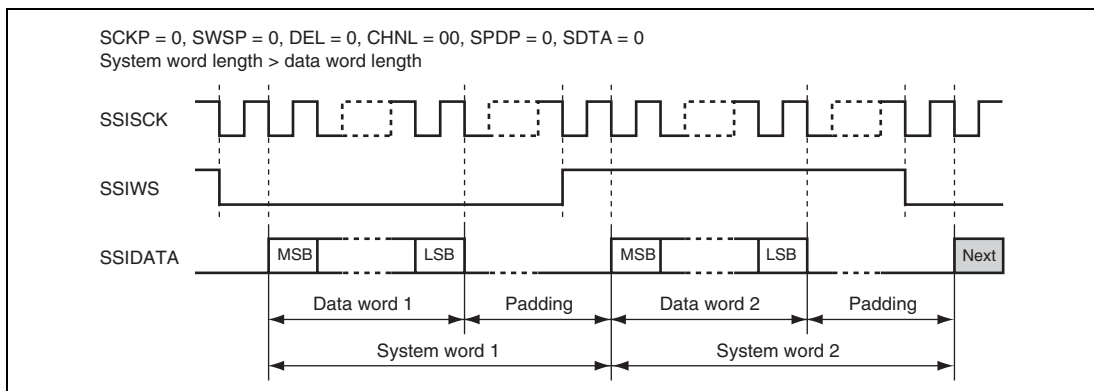 SCKP = 0, SWSP = 0, DEL = 0, CHNL = 00, SPDP = 0, SDTA = 0
System word length > data word length
SSISCK
SSIWS
SSIDATA
MSB
LSB
MSB
LSB
Next
Data word 1
Padding
Data word 2
Padding
System word 1
System word 2